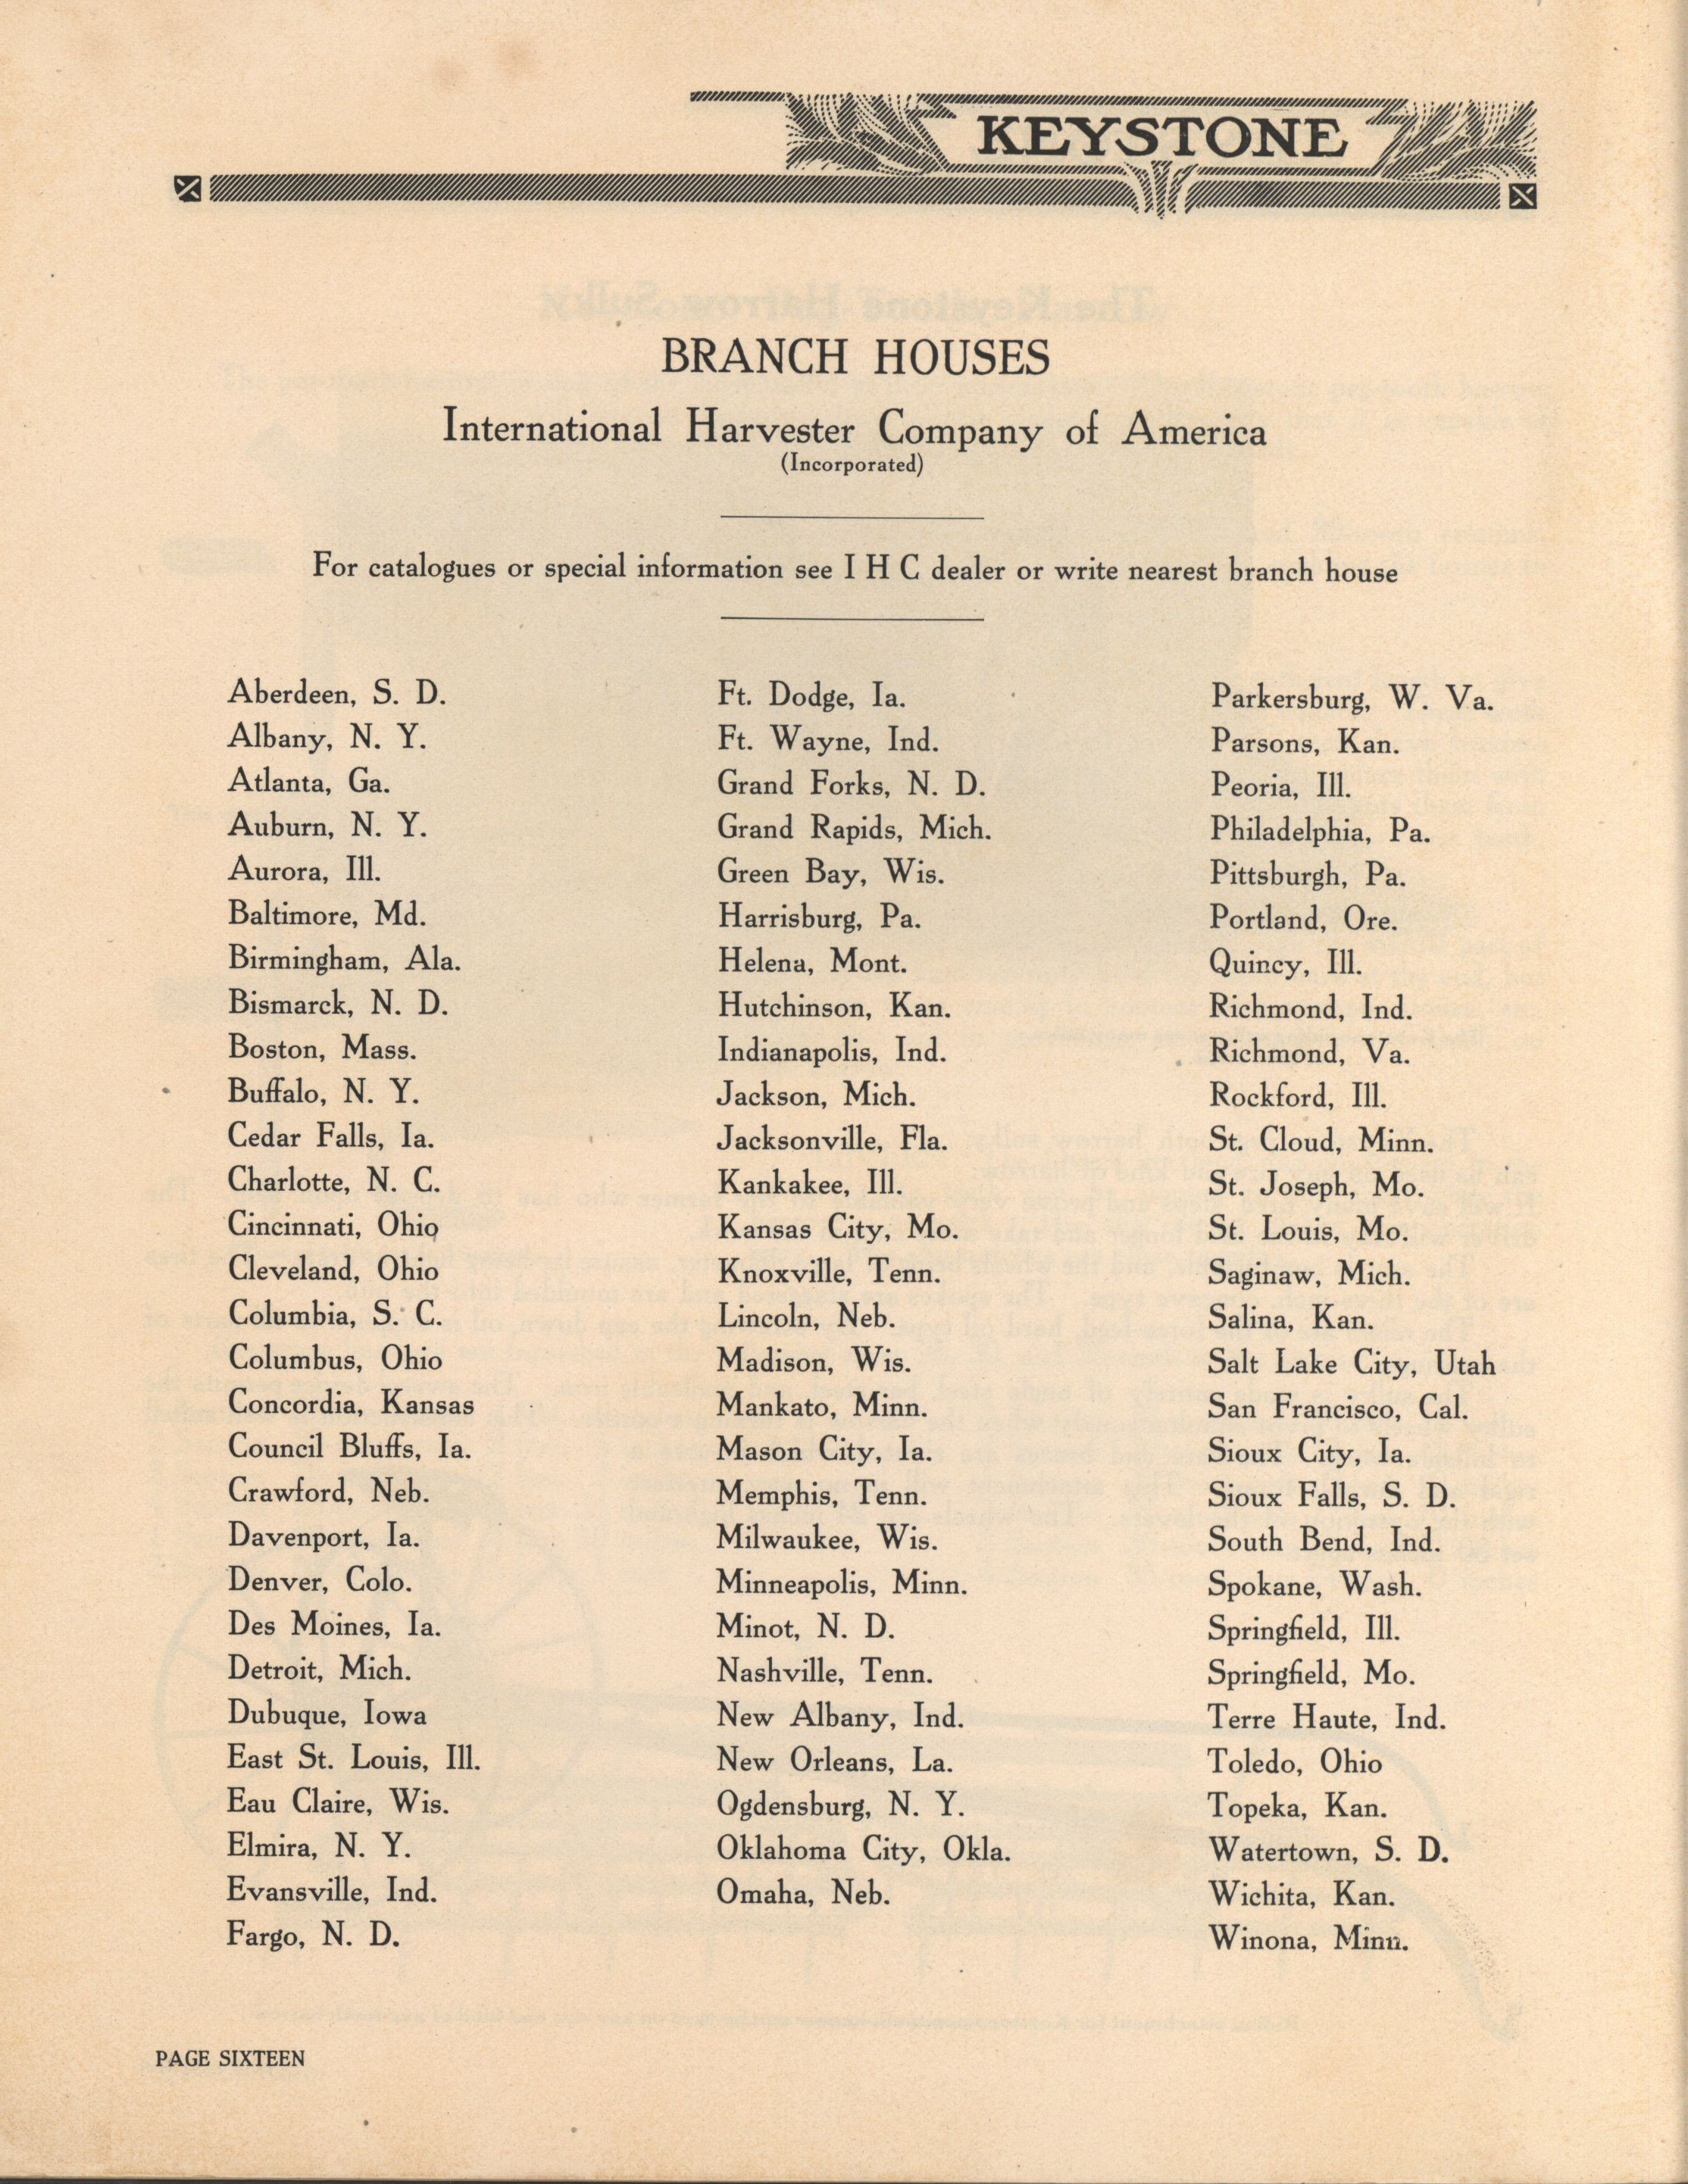 KEYSTONE
BRANCH HOUSES
International Harvester Company of America
(Incorporated)
For catalogues or special information see I H C dealer or write nearest branch house
Aberdeen, S. D.
Albany, N. Y.
Atlanta, Ga.
Auburn, N. Y.
Aurora, Ill.
Baltimore, Md.
Birmingham, Ala.
Bismarck, N. D.
Boston, Mass.
Buffalo, N. Y.
Cedar Falls, Ia.
Charlotte, N. C.
Cincinnati, Ohio
Cleveland, Ohio
Columbia, S. C.
Columbus, Ohio
Concordia, Kansas
Council Bluffs, Ia.
Crawford, Neb.
Davenport, Ia.
Denver, Colo.
Des Moines, Ia.
Detroit, Mich.
Dubuque, Iowa
East St. Louis, Ill.
Eau Claire, Wis.
Elmira, N. Y.
Evansville, Ind.
Fargo, N. D.
Ft. Dodge, Ia.
Ft. Wayne, Ind.
Grand Forks, N. D.
Grand Rapids, Mich.
Green Bay, Wis.
Harrisburg, Pa.
Helena, Mont.
Hutchinson, Kan.
Indianapolis, Ind.
Jackson, Mich.
Jacksonville, Fla.
Kankakee, Ill.
Kansas City, Mo.
Knoxville, Tenn.
Lincoln, Neb.
Madison, Wis.
Mankato, Minn.
Mason City, Ia.
Memphis, Tenn.
Milwaukee, Wis.
Minneapolis, Minn.
Minot, N. D.
Nashville, Tenn.
New Albany, Ind.
New Orleans, La.
Ogdensburg, N. Y.
Oklahoma City, Okla.
Omaha, Neb.
Parkersburg, W. Va.
Parsons, Kan.
Peoria, Ill.
Philadelphia, Pa.
Pittsburgh, Pa.
Portland, Ore.
Quincy, Ill.
Richmond, Ind.
Richmond, Va.
Rockford, Ill.
St. Cloud, Minn.
St. Joseph, Mo.
St. Louis, Mo.
Saginaw, Mich.
Salina, Kan.
Salt Lake City, Utah
San Francisco, Cal.
Sioux City, Ia.
Sioux Falls, S. D.
South Bend, Ind.
Spokane, Wash.
Springfield, Ill.
Springfield, Mo.
Terre Haute, Ind.
Toledo, Ohio
Topeka, Kan.
Watertown, S. D.
Wichita, Kan.
Winona, Minn.
PAGE SIXTEEN